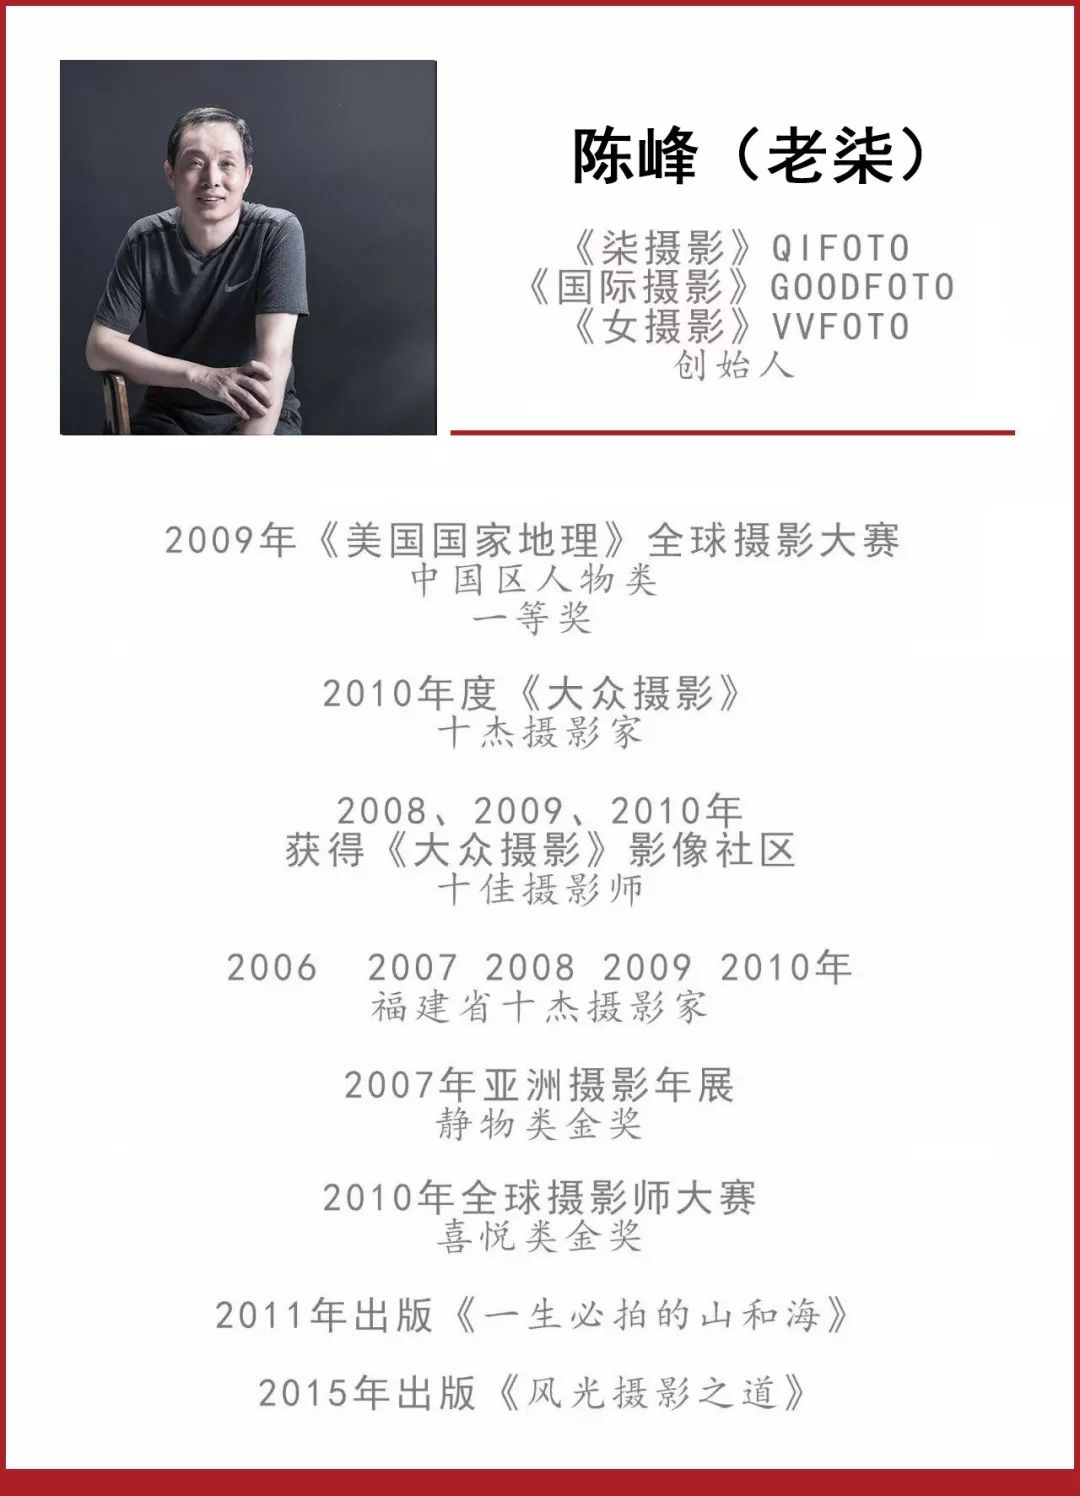 陈峰（老柒）
《柒摄影》QIFOTO
《国际摄影》GOODFOTO
《女摄影》VVFOTO
创始人
2009年《美国国家地理》全球摄影大赛
中国区人物类
一等奖
2010年度《大众摄影》
十杰摄影家
2008、2009、2010年
获得《大众摄影》影像社区
十佳摄影师
2006 2007 2008 2009 2010年
福建省十杰摄影家
2007年亚洲摄影年展
静物类金奖
2010年全球摄影师大赛
喜悦类金奖
2011年出版《一生必拍的山和海》
2015年出版《风光摄影之道》